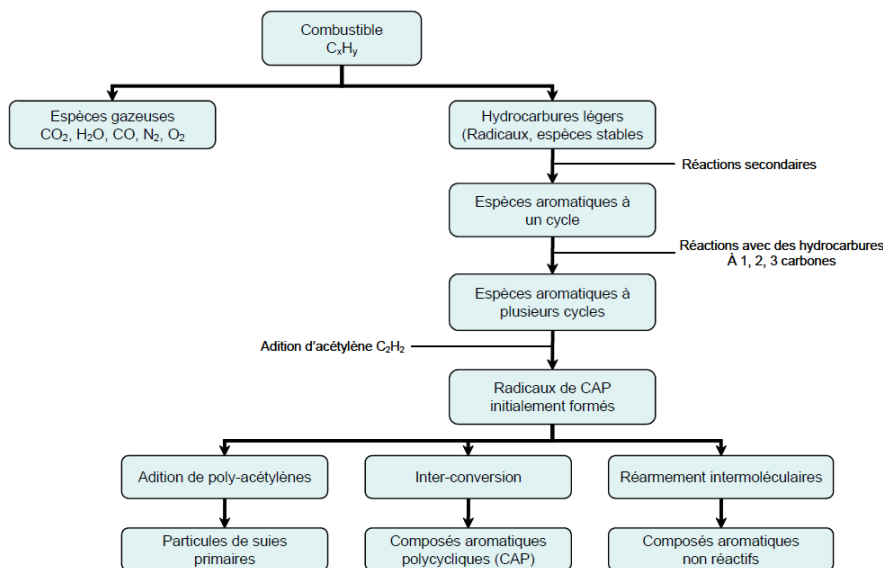 Combustible
CₓHᵧ
Espèces gazeuses
CO₂, H₂O, CO, N₂, O₂
Hydrocarbures légers
(Radicaux, espèces stables
Réactions secondaires
Espèces aromatiques à
un cycle
Réactions avec des hydrocarbures
À 1, 2, 3 carbones
Espèces aromatiques à
plusieurs cycles
Adition d'acétylène C₂H₂
Radicaux de CAP
initialement formés
Adition de poly-acétylènes
Inter-conversion
Réarmement intermoléculaires
Particules de suies
primaires
Composés aromatiques
polycycliques (CAP)
Composés aromatiques
non réactifs